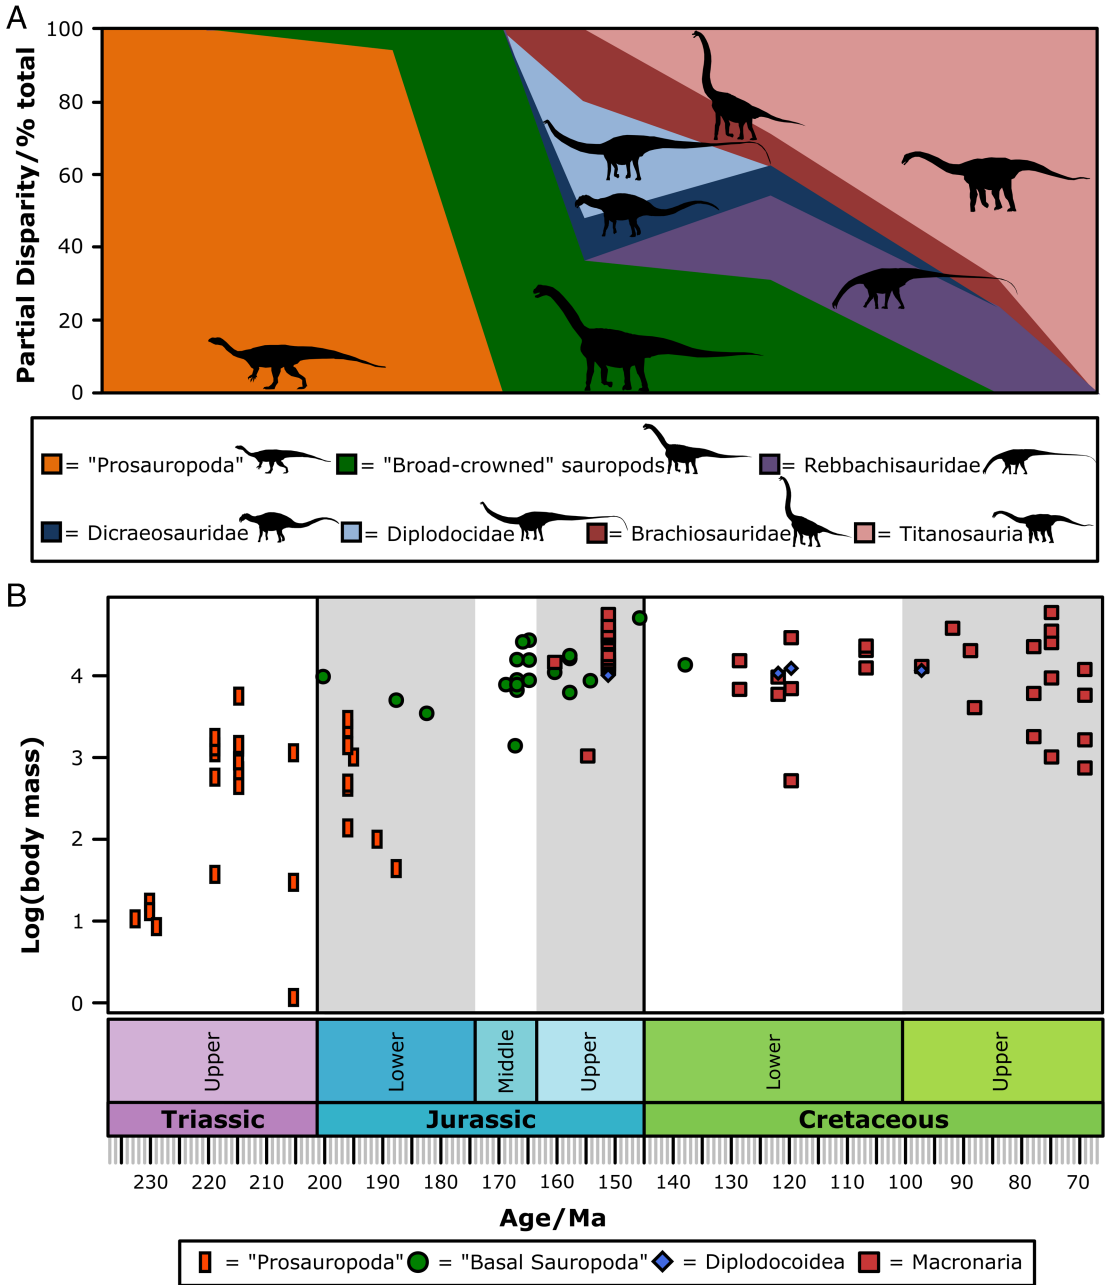 A
Partial Disparity/% total
100
80
60
40
20
0
= "Prosauropoda"
= "Broad-crowned" sauropods
= Rebbachisauridae
= Dicraeosauridae
= Diplodocidae
= Brachiosauridae
= Titanosauria
B
Log(body mass)
4
3
2
1
0
Upper
Lower
Middle
Upper
Lower
Upper
Triassic
Jurassic
Cretaceous
230 220 210 200 190 180 170 160 150 140 130 120 110 100 90 80 70
Age/Ma
= "Prosauropoda"
= "Basal Sauropoda"
= Diplodocoidea
= Macronaria